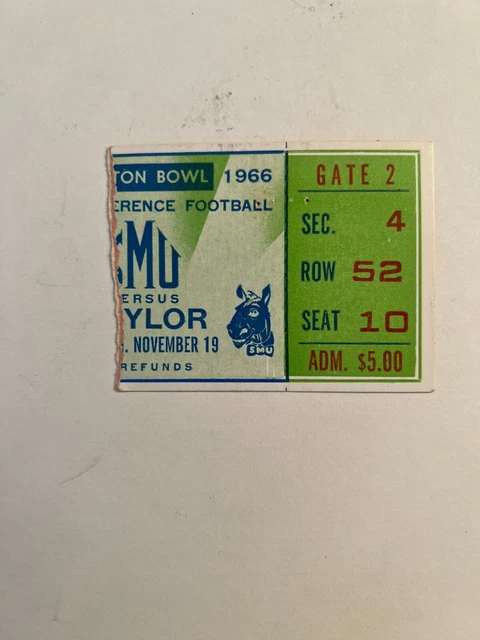 TON BOWL 1966
ERENCE FOOTBALL
SMU
ERSUS
YLOR
. NOVEMBER 19
SMU
REFUNDS
GATE 2
SEC. 4
ROW 52
SEAT 10
ADM. $5.00